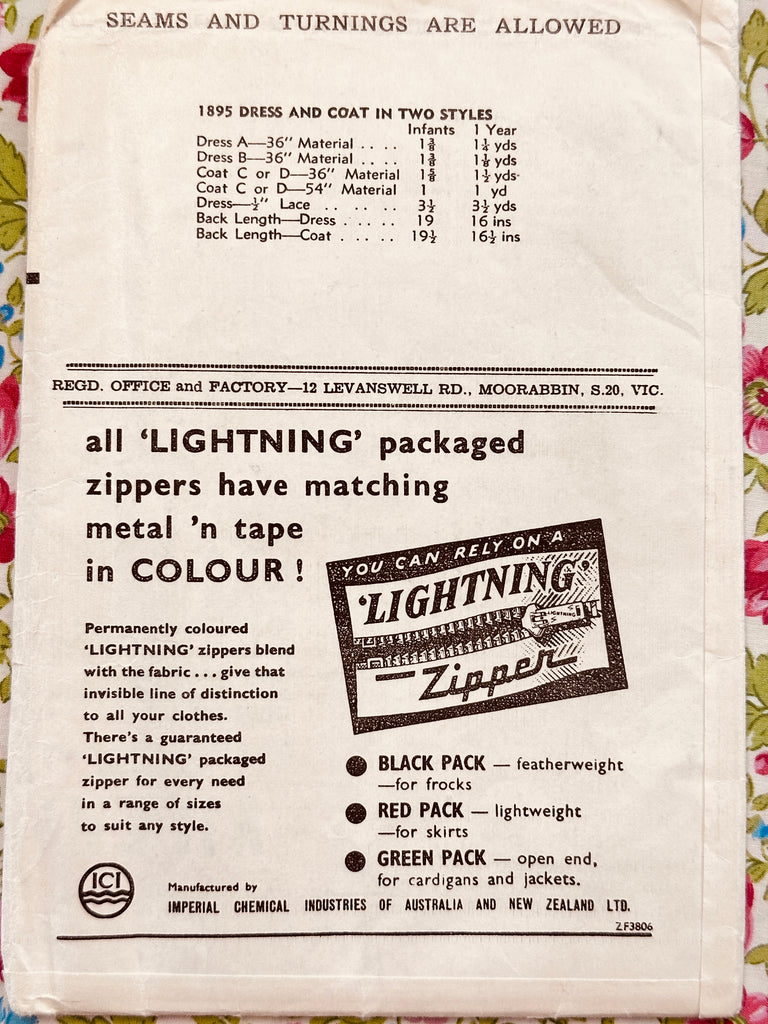 SEAMS AND TURNINGS ARE ALLOWED
1895 DRESS AND COAT IN TWO STYLES
Infants 1 Year
Dress A—36" Material . . . . 1⅜ 1¼ yds
Dress B—36" Material . . . . 1⅜ 1⅛ yds
Coat C or D—36" Material 1⅝ 1½ yds
Coat C or D—54" Material 1 1 yd
Dress—½" Lace .. .. .. .. 3½ 3½ yds
Back Length—Dress . . . . . 19 16 ins
Back Length—Coat . . . . . 19½ 16½ ins
REGD. OFFICE and FACTORY—12 LEVANSWELL RD., MOORABBIN, S.20, VIC.
all 'LIGHTNING' packaged
zippers have matching
metal 'n tape
in COLOUR !
YOU CAN RELY ON A
'LIGHTNING'
LIGHTNING
Zipper
Permanently coloured
'LIGHTNING' zippers blend
with the fabric . . . give that
invisible line of distinction
to all your clothes.
There's a guaranteed
'LIGHTNING' packaged
zipper for every need
in a range of sizes
to suit any style.
BLACK PACK — featherweight
—for frocks
RED PACK — lightweight
—for skirts
GREEN PACK — open end,
for cardigans and jackets.
ICI
Manufactured by
IMPERIAL CHEMICAL INDUSTRIES OF AUSTRALIA AND NEW ZEALAND LTD.
ZF3806